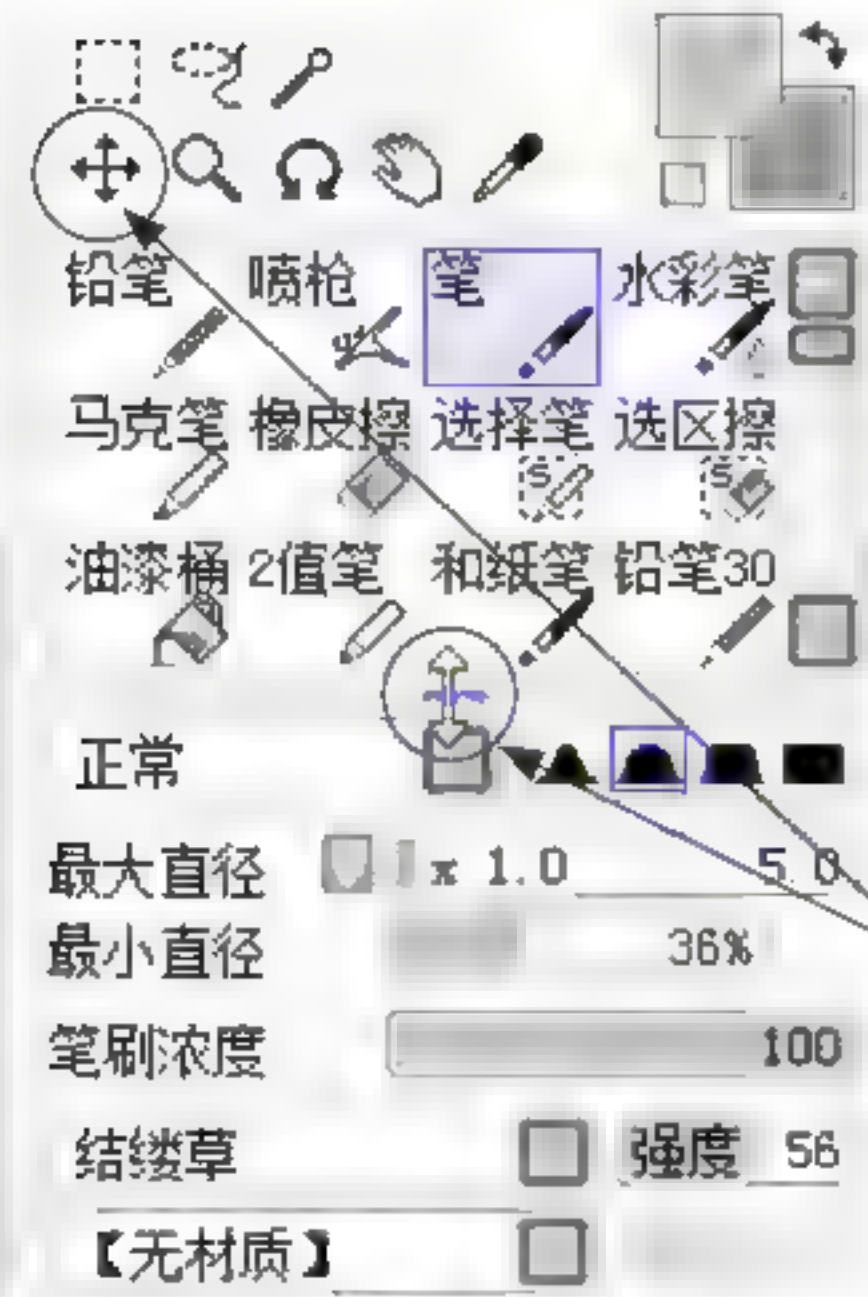 铅笔 喷枪 笔 水彩笔
马克笔 橡皮擦 选择笔 选区擦
油漆桶 2值笔 和纸笔 铅笔30
正常
最大直径 x 1.0 5.0
最小直径 36%
笔刷浓度 100
结缕草 强度 56
【无材质】